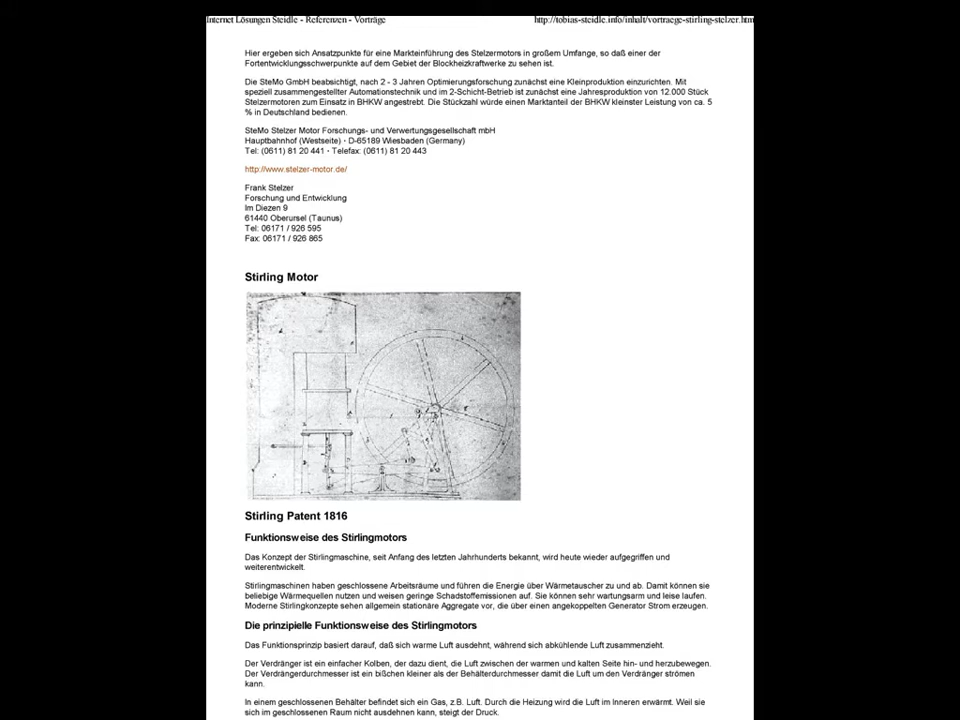 Internet Lösungen Steidle - Referenzen - Vorträge
http://tobias-steidle.info/inhalt/vortraege-stirling-stelzer.htm
Hier ergeben sich Ansatzpunkte für eine Markteinführung des Stelzermotors in großem Umfange, so daß einer der
Fortentwicklungsschwerpunkte auf dem Gebiet der Blockheizkraftwerke zu sehen ist.
Die SteMo GmbH beabsichtigt, nach 2 - 3 Jahren Optimierungsforschung zunächst eine Kleinproduktion einzurichten. Mit
speziell zusammengestellter Automationstechnik und im 2-Schicht-Betrieb ist zunächst eine Jahresproduktion von 12.000 Stück
Stelzermotoren zum Einsatz in BHKW angestrebt. Die Stückzahl würde einen Marktanteil der BHKW kleinster Leistung von ca. 5
% in Deutschland bedienen.
SteMo Stelzer Motor Forschungs- und Verwertungsgesellschaft mbH
Hauptbahnhof (Westseite) · D-65189 Wiesbaden (Germany)
Tel: (0611) 81 20 441 · Telefax: (0611) 81 20 443
http://www.stelzer-motor.de/
Frank Stelzer
Forschung und Entwicklung
Im Diezen 9
61440 Oberursel (Taunus)
Tel: 06171 / 926 595
Fax: 06171 / 926 865
Stirling Motor
Stirling Patent 1816
Funktionsweise des Stirlingmotors
Das Konzept der Stirlingmaschine, seit Anfang des letzten Jahrhunderts bekannt, wird heute wieder aufgegriffen und
weiterentwickelt.
Stirlingmaschinen haben geschlossene Arbeitsräume und führen die Energie über Wärmetauscher zu und ab. Damit können sie
beliebige Wärmequellen nutzen und weisen geringe Schadstoffemissionen auf. Sie können sehr wartungsarm und leise laufen.
Moderne Stirlingkonzepte sehen allgemein stationäre Aggregate vor, die über einen angekoppelten Generator Strom erzeugen.
Die prinzipielle Funktionsweise des Stirlingmotors
Das Funktionsprinzip basiert darauf, daß sich warme Luft ausdehnt, während sich abkühlende Luft zusammenzieht.
Der Verdränger ist ein einfacher Kolben, der dazu dient, die Luft zwischen der warmen und kalten Seite hin- und herzubewegen.
Der Verdrängerdurchmesser ist ein bißchen kleiner als der Behälterdurchmesser damit die Luft um den Verdränger strömen
kann.
In einem geschlossenen Behälter befindet sich ein Gas, z.B. Luft. Durch die Heizung wird die Luft im Inneren erwärmt. Weil sie
sich im geschlossenen Raum nicht ausdehnen kann, steigt der Druck.